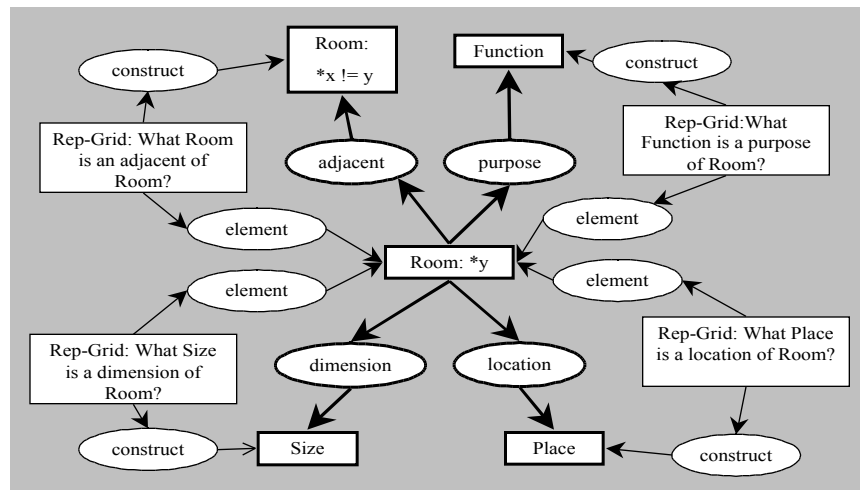 Room:
*x != y
Function
construct
construct
Rep-Grid: What Room
is an adjacent of
Room?
Rep-Grid:What
Function is a purpose
of Room?
adjacent
purpose
element
element
Room: *y
element
element
Rep-Grid: What Size
is a dimension of
Room?
Rep-Grid: What Place
is a location of Room?
dimension
location
construct
Size
Place
construct